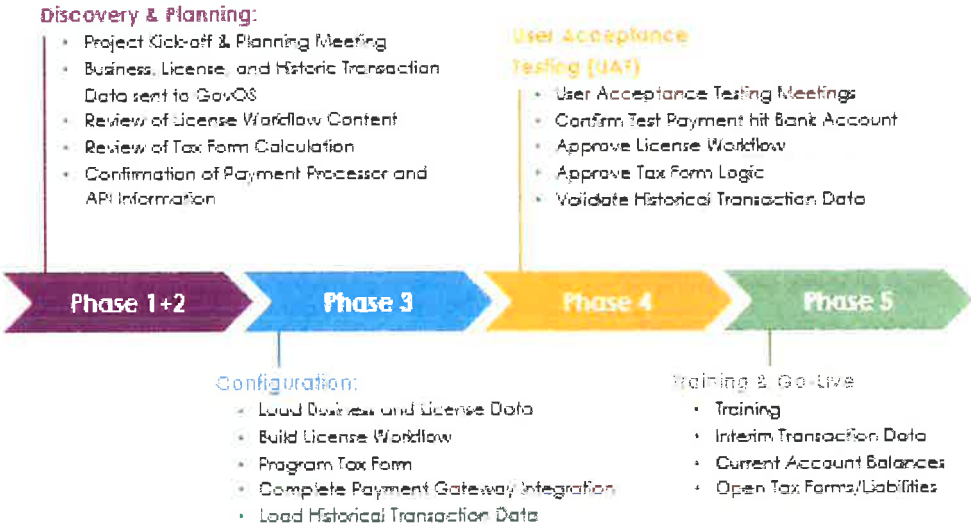 Discovery & Planning:
• Project Kick-off & Planning Meeting
• Business, License, and Historic Transaction
Data sent to GovOS
• Review of License Workflow Content
• Review of Tax Form Calculation
• Confirmation of Payment Processor and
API Information
User Acceptance
Testing (UAT)
• User Acceptance Testing Meetings
• Confirm Test Payment hit Bank Account
• Approve License Workflow
• Approve Tax Form Logic
• Validate Historical Transaction Data
Phase 1+2
Phase 3
Phase 4
Phase 5
Configuration:
• Load Business and License Data
• Build License Workflow
• Program Tax Form
• Complete Payment Gateway Integration
• Load Historical Transaction Data
Training & Go-Live
• Training
• Interim Transaction Data
• Current Account Balances
• Open Tax Forms/Liabilities